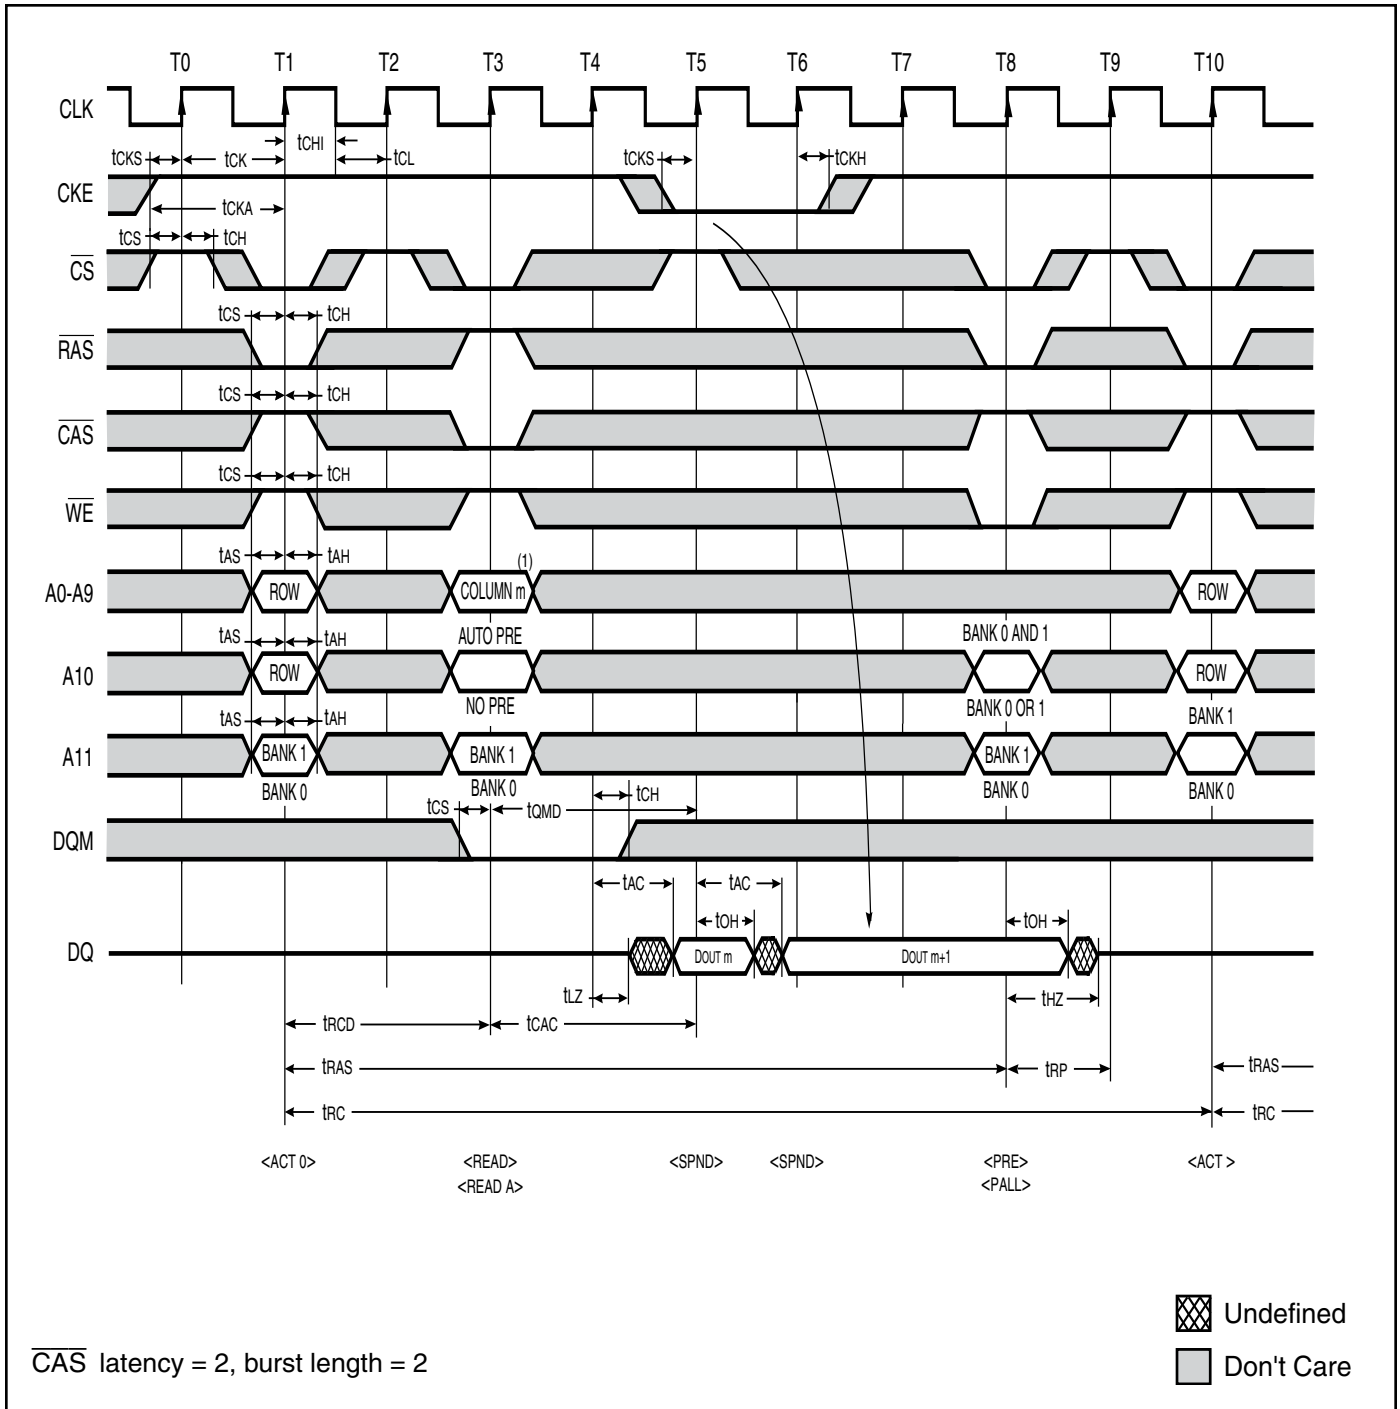 T0 T1 T2 T3 T4 T5 T6 T7 T8 T9 T10
CLK
tCHI
tCKS tCK tCL tCKS tCKH
CKE
tCKA
tCS tCH
CS
tCS tCH
RAS
tCS tCH
CAS
tCS tCH
WE
tAS tAH (1)
A0-A9 ROW COLUMN m ROW
tAS tAH AUTO PRE BANK 0 AND 1
A10 ROW ROW
NO PRE BANK 0 OR 1
tAS tAH BANK 1
A11 BANK 1 BANK 1 BANK 1
BANK 0 BANK 0 BANK 0 BANK 0
tCS tQMD tCH
DQM
tAC tAC
tOH tOH
DQ DOUT m DOUT m+1
tLZ tHZ
tRCD tCAC
tRAS tRP tRAS
tRC tRC
<ACT 0> <READ> <SPND> <SPND> <PRE> <ACT >
<READ A> <PALL>
Undefined
CAS latency = 2, burst length = 2
Don't Care